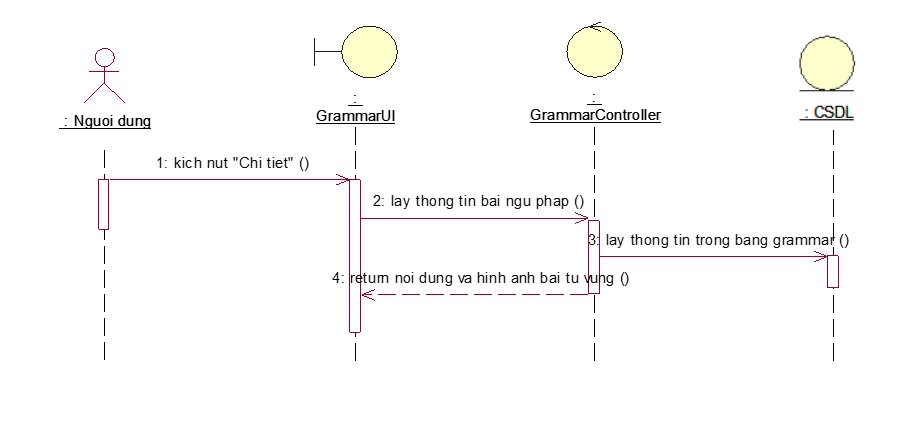 : Nguoi dung
:
GrammarUI
:
GrammarController
: CSDL
1: kich nut "Chi tiet" ()
2: lay thong tin bai ngu phap ()
3: lay thong tin trong bang grammar ()
4: return noi dung va hinh anh bai tu vung ()